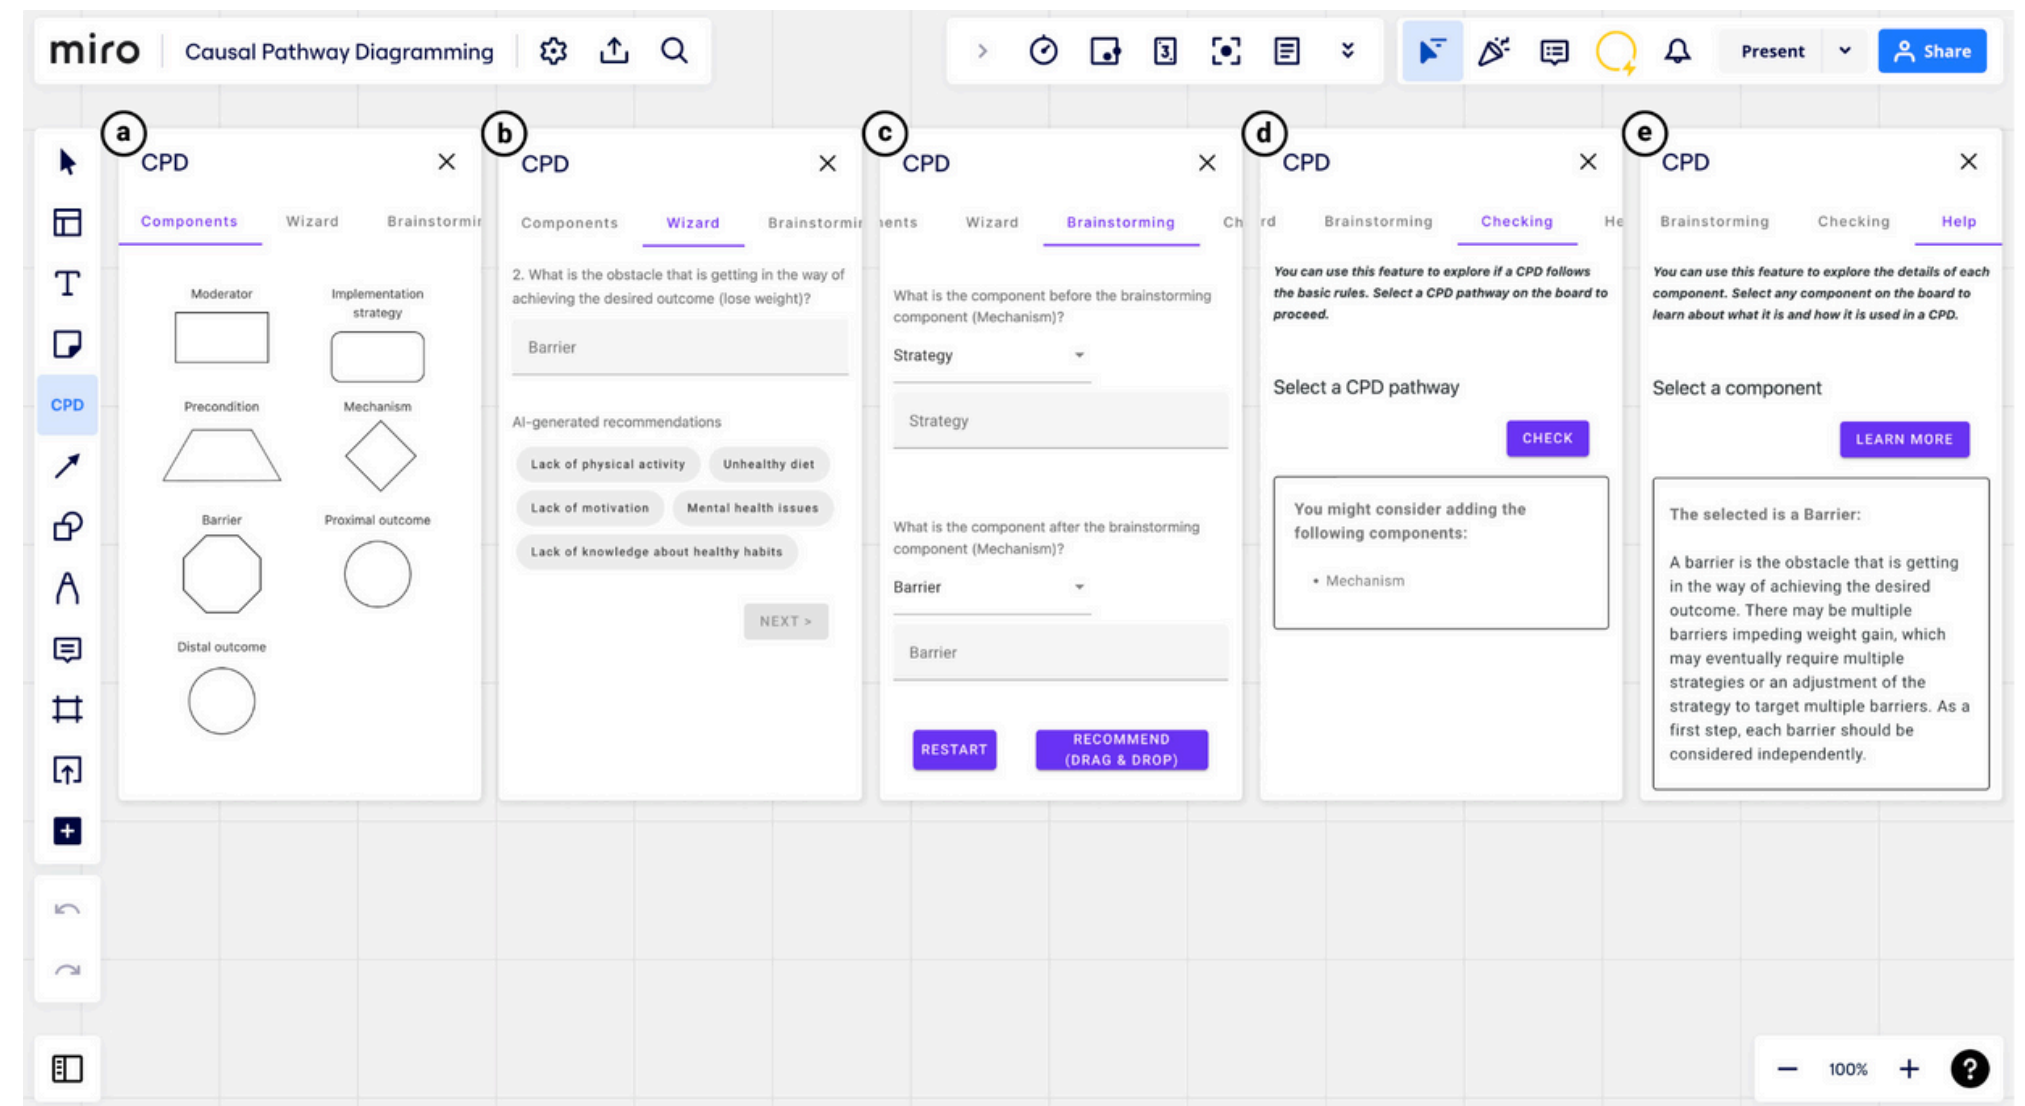 miro
Causal Pathway Diagramming
3
Present
Share
a
CPD
Components
Wizard
Brainstormin
Moderator
Implementation
strategy
Precondition
Mechanism
Barrier
Proximal outcome
Distal outcome
b
CPD
Components
Wizard
Brainstormin
2. What is the obstacle that is getting in the way of
achieving the desired outcome (lose weight)?
Barrier
AI-generated recommendations
Lack of physical activity
Unhealthy diet
Lack of motivation
Mental health issues
Lack of knowledge about healthy habits
NEXT >
c
CPD
nents
Wizard
Brainstorming
Ch
What is the component before the brainstorming
component (Mechanism)?
Strategy
Strategy
What is the component after the brainstorming
component (Mechanism)?
Barrier
Barrier
RESTART
RECOMMEND
(DRAG & DROP)
d
CPD
rd
Brainstorming
Checking
He
You can use this feature to explore if a CPD follows
the basic rules. Select a CPD pathway on the board to
proceed.
Select a CPD pathway
CHECK
You might consider adding the
following components:
• Mechanism
e
CPD
Brainstorming
Checking
Help
You can use this feature to explore the details of each
component. Select any component on the board to
learn about what it is and how it is used in a CPD.
Select a component
LEARN MORE
The selected is a Barrier:
A barrier is the obstacle that is getting
in the way of achieving the desired
outcome. There may be multiple
barriers impeding weight gain, which
may eventually require multiple
strategies or an adjustment of the
strategy to target multiple barriers. As a
first step, each barrier should be
considered independently.
CPD
100%
?